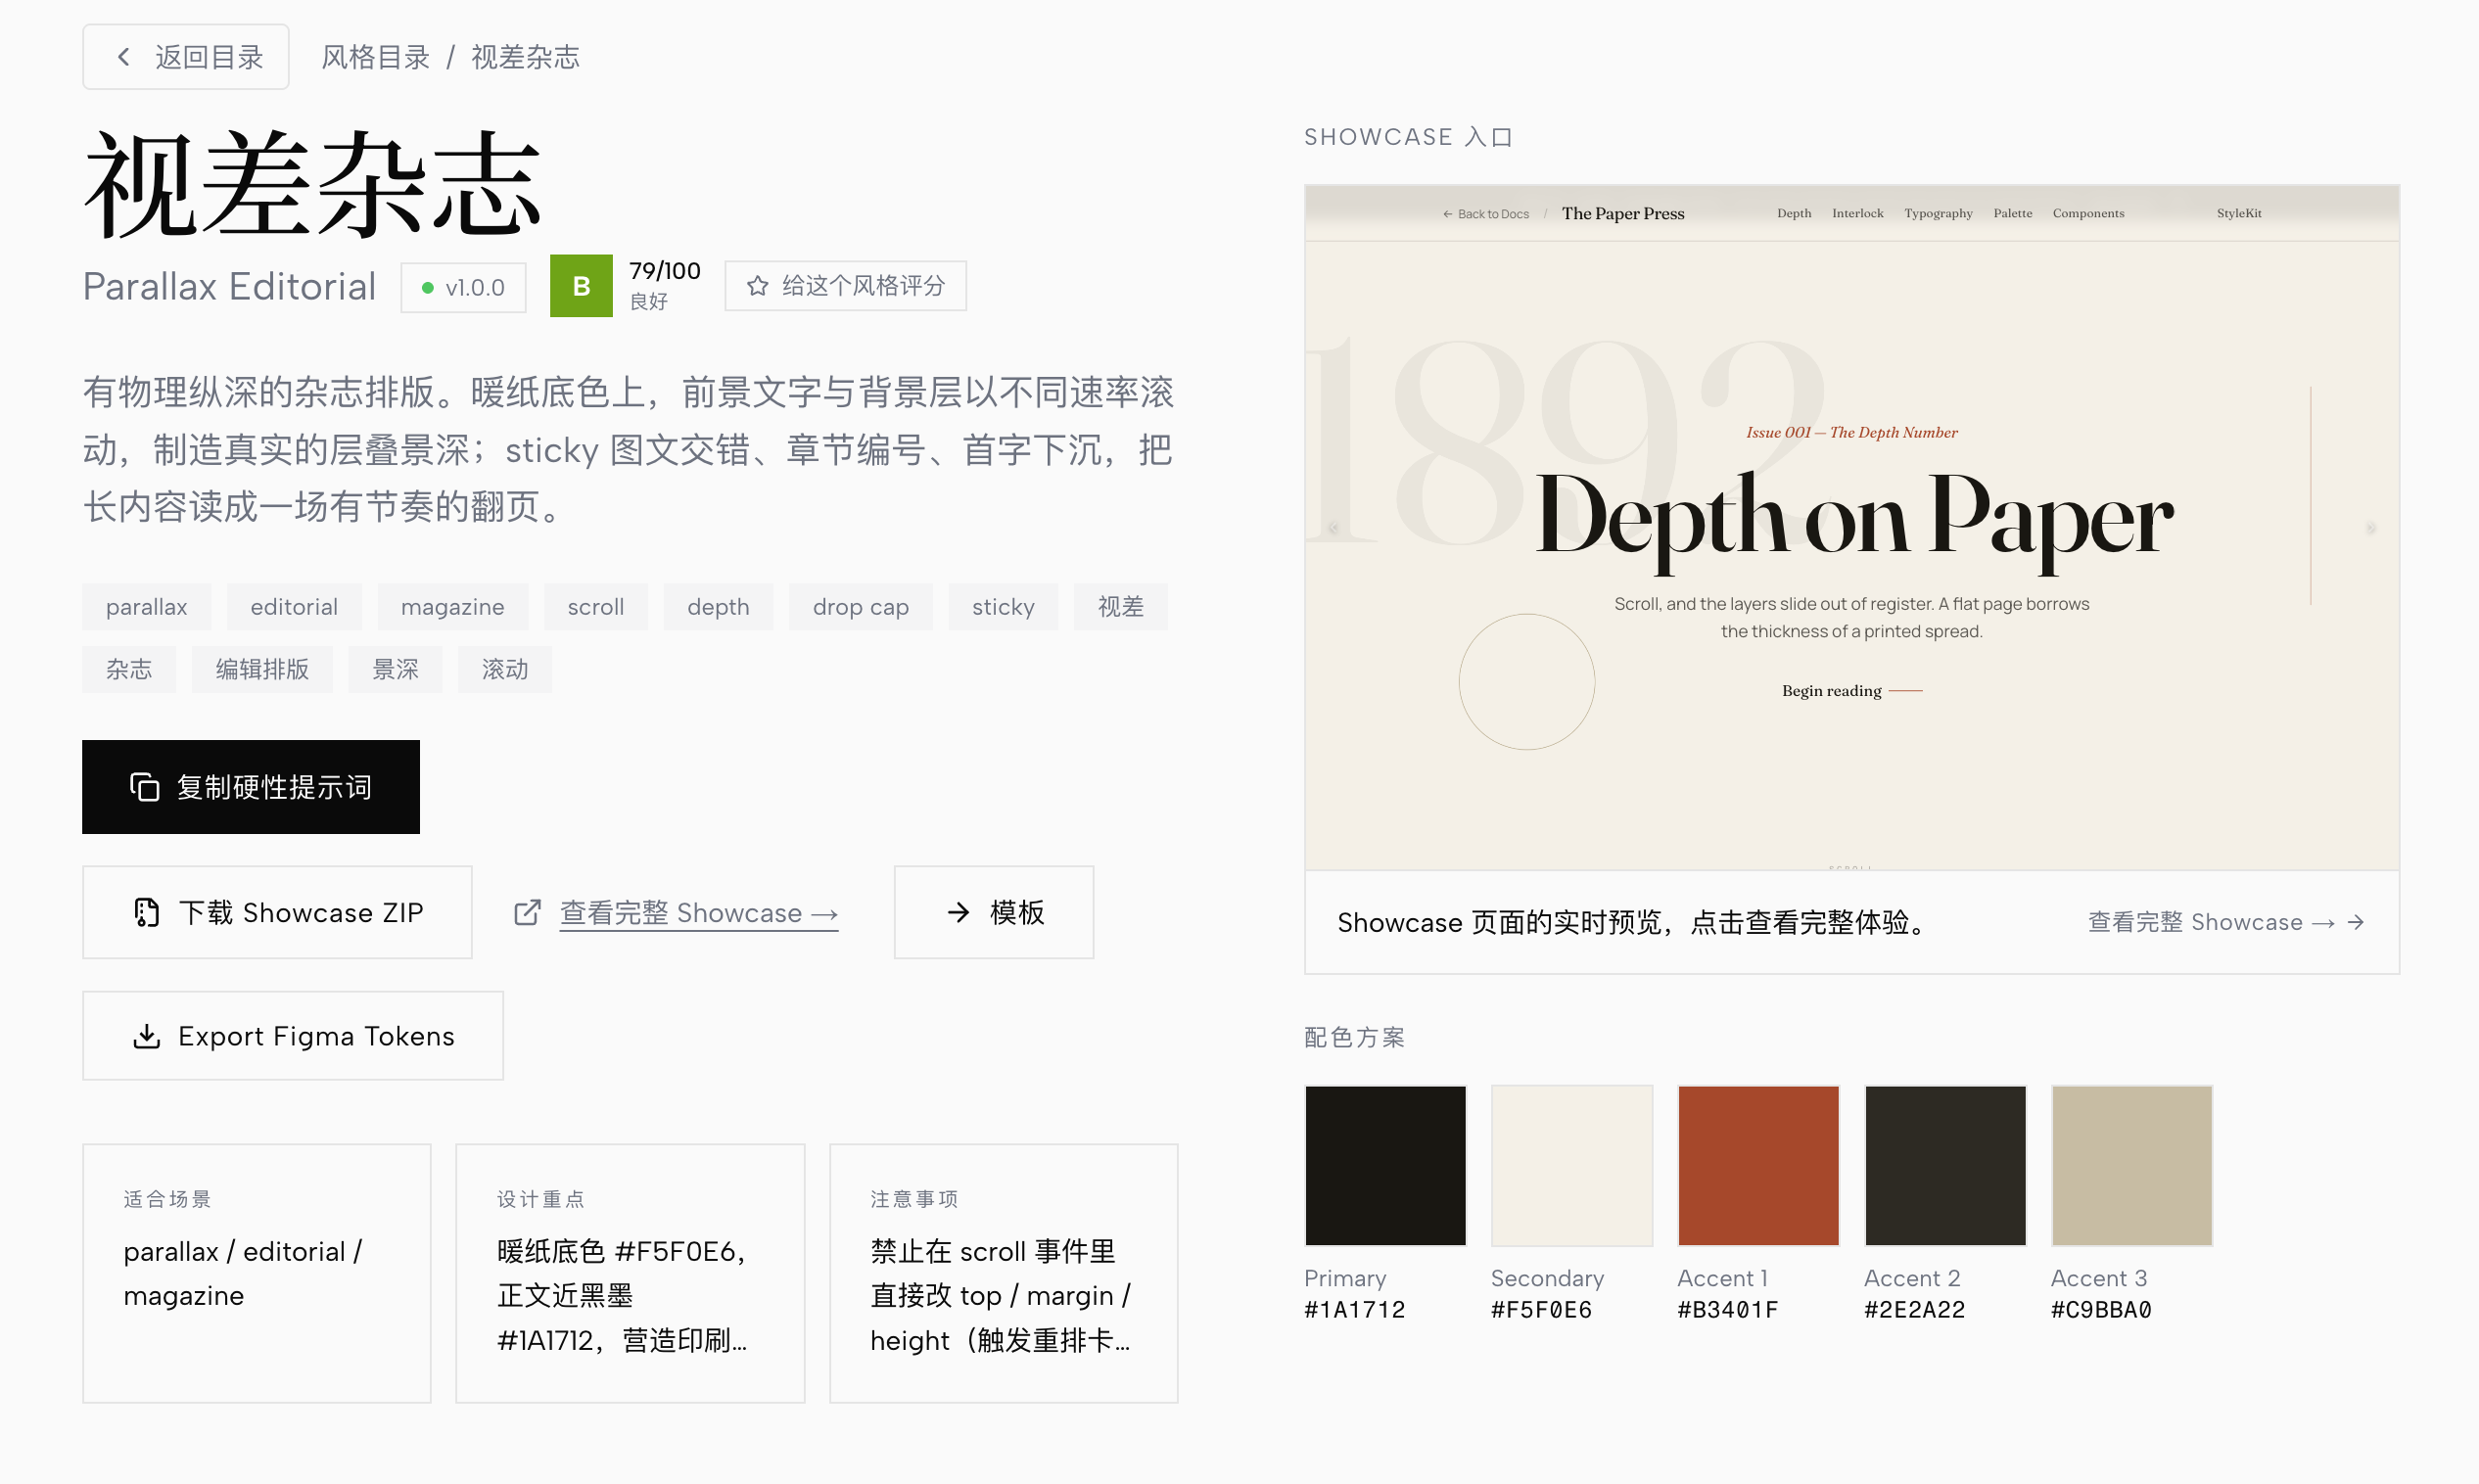 返回目录
风格目录 / 视差杂志
视差杂志
Parallax Editorial
v1.0.0
B
79/100
良好
给这个风格评分
有物理纵深的杂志排版。暖纸底色上，前景文字与背景层以不同速率滚
动，制造真实的层叠景深；sticky 图文交错、章节编号、首字下沉，把
长内容读成一场有节奏的翻页。
parallax editorial magazine scroll depth drop cap sticky 视差
杂志 编辑排版 景深 滚动
复制硬性提示词
下载 Showcase ZIP
查看完整 Showcase →
模板
Export Figma Tokens
适合场景
parallax / editorial /
magazine
设计重点
暖纸底色 #F5F0E6，
正文近黑墨
#1A1712，营造印刷...
注意事项
禁止在 scroll 事件里
直接改 top / margin /
height（触发重排卡...
SHOWCASE 入口
← Back to Docs / The Paper Press Depth Interlock Typography Palette Components StyleKit
1892
Issue 001 — The Depth Number
Depth on Paper
Scroll, and the layers slide out of register. A flat page borrows
the thickness of a printed spread.
Begin reading
SCROLL
Showcase 页面的实时预览，点击查看完整体验。
查看完整 Showcase → →
配色方案
Primary
#1A1712
Secondary
#F5F0E6
Accent 1
#B3401F
Accent 2
#2E2A22
Accent 3
#C9BBA0